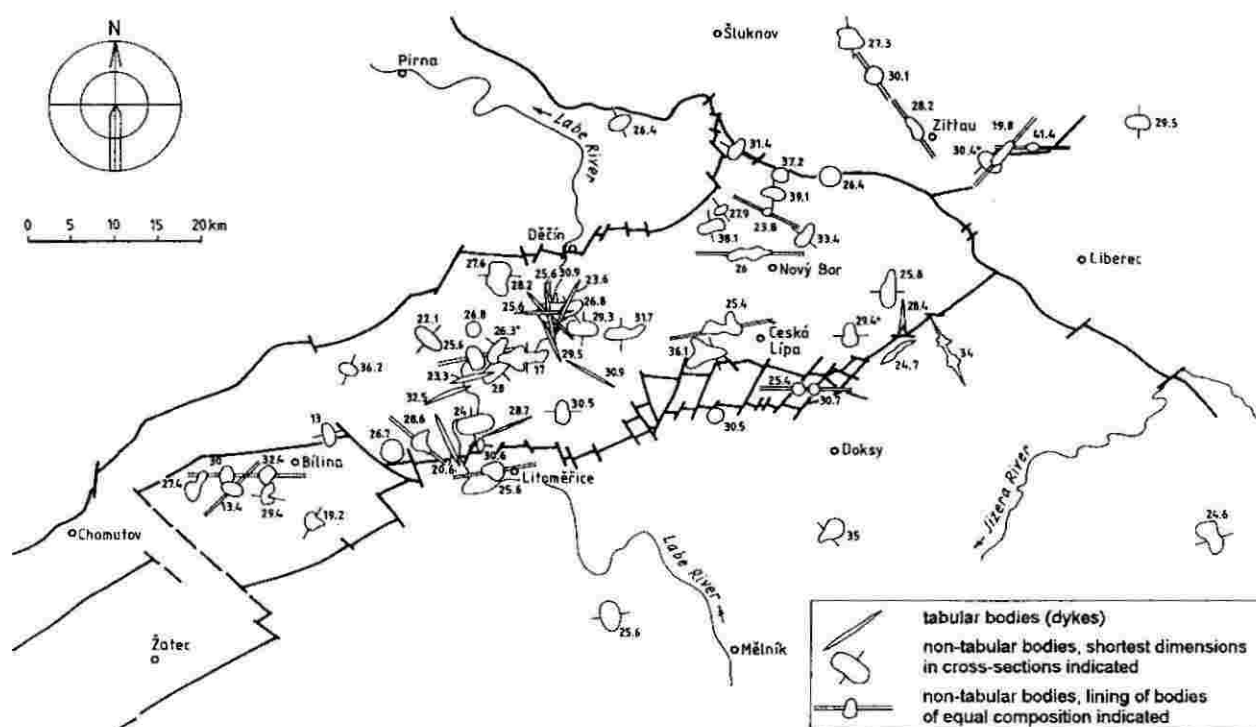 N
Šluknov
27.3
Pirna
30.1
28.2
Labe River
Zittau
19.8
41.4
29.5
26.4
31.4
30.4*
37.2
26.4
0 5 10 15 20 km
39.1
27.9
23.8
38.1
33.4
Děčín
Liberec
27.6
25.6
30.9
23.6
26
Nový Bor
28.2
25.8
25.6
26.8
28.4
22.1
26.8
29.3
31.7
25.4
26.3*
Česká
Lípa
29.4*
25.6
36.1
34
36.2
29.5
17
24.7
23.3
28
30.9
25.4
32.5
30.7
13
28.6
24
28.7
30.5
30.5
26.7
Doksy
30
32.4
Bílina
20.6
30.6
Litoměřice
27.4
25.6
13.4
29.4
Jizera River
19.2
Chomutov
35
24.6
Labe River
25.6
Žatec
Mělník
tabular bodies (dykes)
non-tabular bodies, shortest dimensions
in cross-sections indicated
non-tabular bodies, lining of bodies
of equal composition indicated